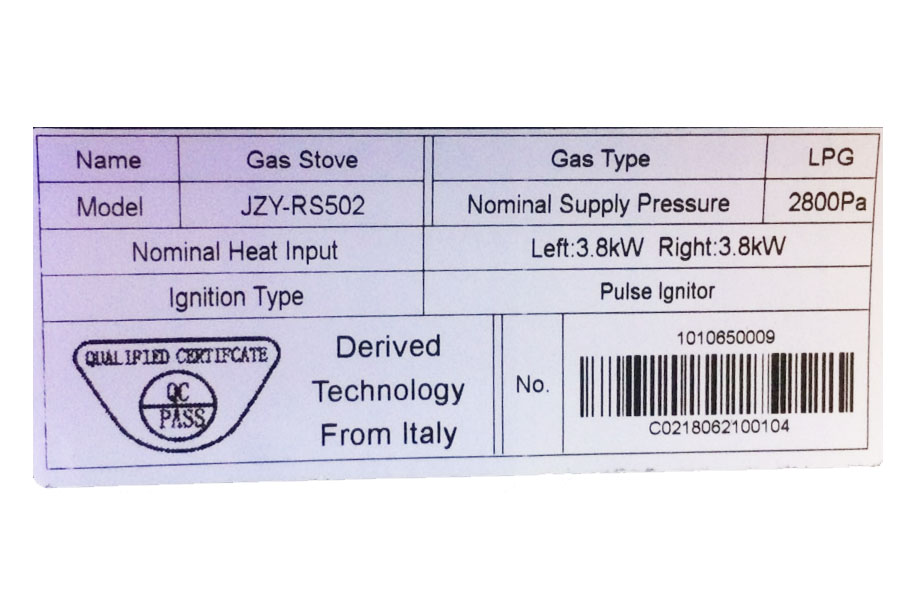 Name Gas Stove Gas Type LPG
Model JZY-RS502 Nominal Supply Pressure 2800Pa
Nominal Heat Input Left:3.8kW Right:3.8kW
Ignition Type Pulse Ignitor
QUALIFIED CERTIFCATE
QC
PASS
Derived
Technology
From Italy
No.
1010650009
C0218062100104